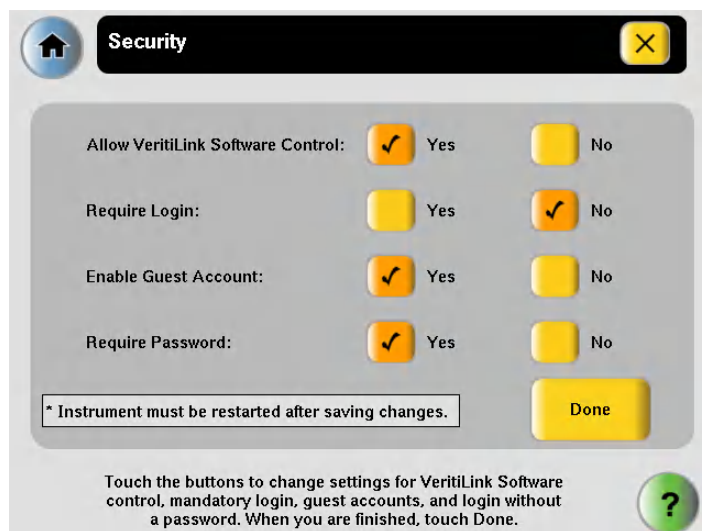 Security
Allow VeritiLink Software Control: Yes No
Require Login: Yes No
Enable Guest Account: Yes No
Require Password: Yes No
* Instrument must be restarted after saving changes.
Done
Touch the buttons to change settings for VeritiLink Software
control, mandatory login, guest accounts, and login without
a password. When you are finished, touch Done.
?